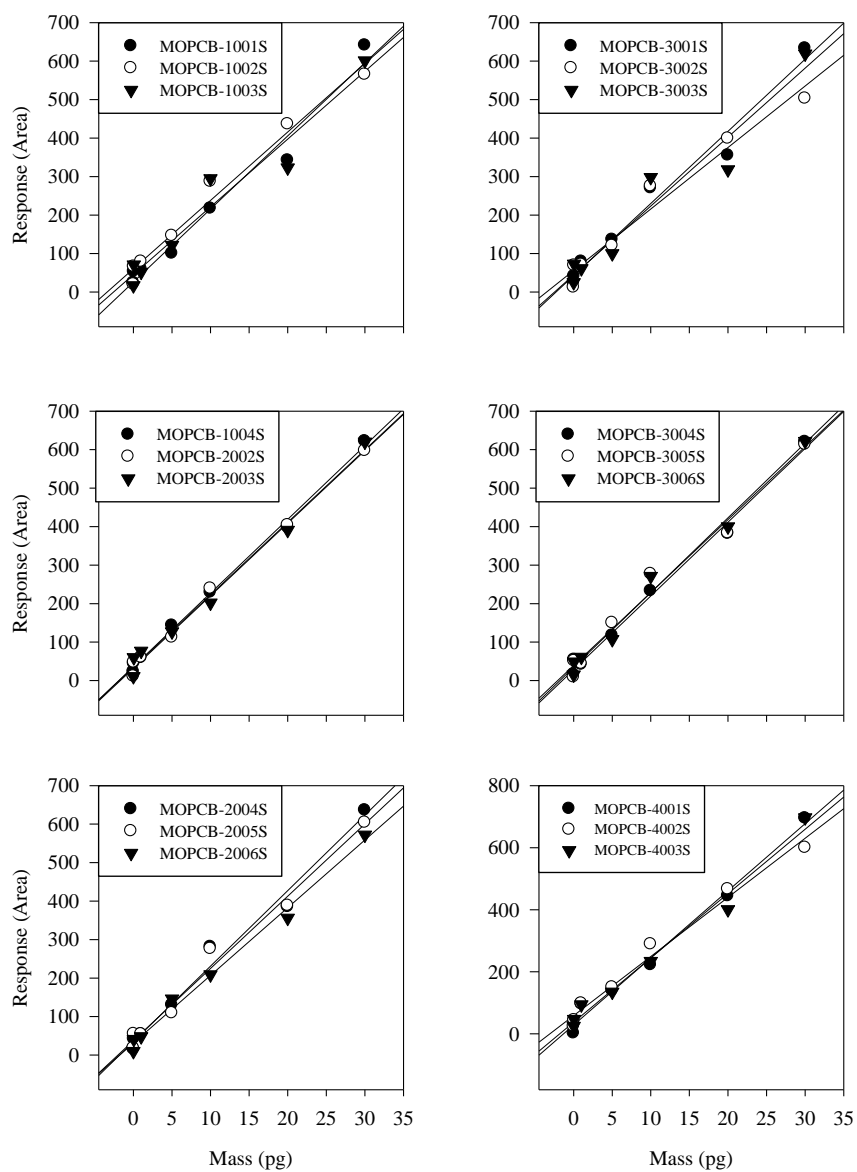 700
600
500
400
300
200
100
0
Response (Area)
MOPCB-1001S
MOPCB-1002S
MOPCB-1003S
700
600
500
400
300
200
100
0
MOPCB-3001S
MOPCB-3002S
MOPCB-3003S
700
600
500
400
300
200
100
0
Response (Area)
MOPCB-1004S
MOPCB-2002S
MOPCB-2003S
700
600
500
400
300
200
100
0
MOPCB-3004S
MOPCB-3005S
MOPCB-3006S
700
600
500
400
300
200
100
0
Response (Area)
MOPCB-2004S
MOPCB-2005S
MOPCB-2006S
0 5 10 15 20 25 30 35
Mass (pg)
800
600
400
200
0
MOPCB-4001S
MOPCB-4002S
MOPCB-4003S
0 5 10 15 20 25 30 35
Mass (pg)